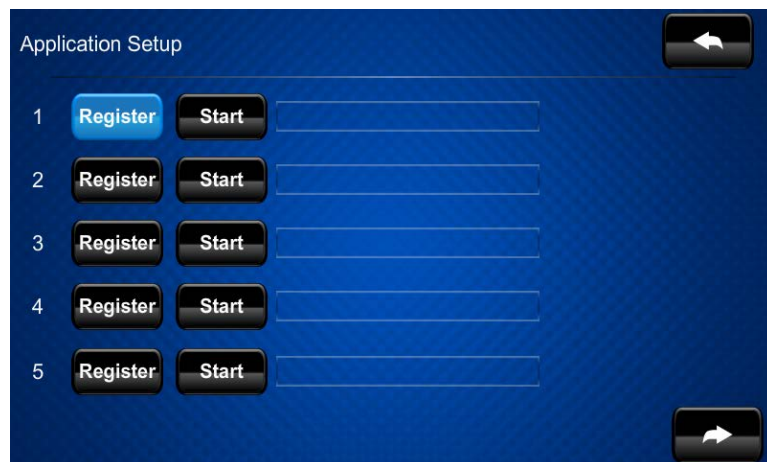 Application Setup
1 Register Start
2 Register Start
3 Register Start
4 Register Start
5 Register Start